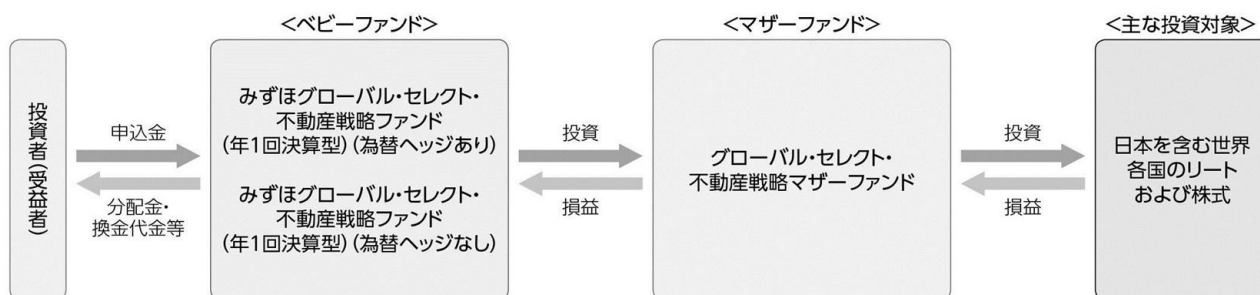 <ベビーファンド>
<マザーファンド>
<主な投資対象>
投資者(受益者)
申込金
分配金・
換金代金等
みずほグローバル・セレクト・
不動産戦略ファンド
(年1回決算型)(為替ヘッジあり)
みずほグローバル・セレクト・
不動産戦略ファンド
(年1回決算型)(為替ヘッジなし)
投資
損益
グローバル・セレクト・
不動産戦略マザーファンド
投資
損益
日本を含む世界
各国のリート
および株式